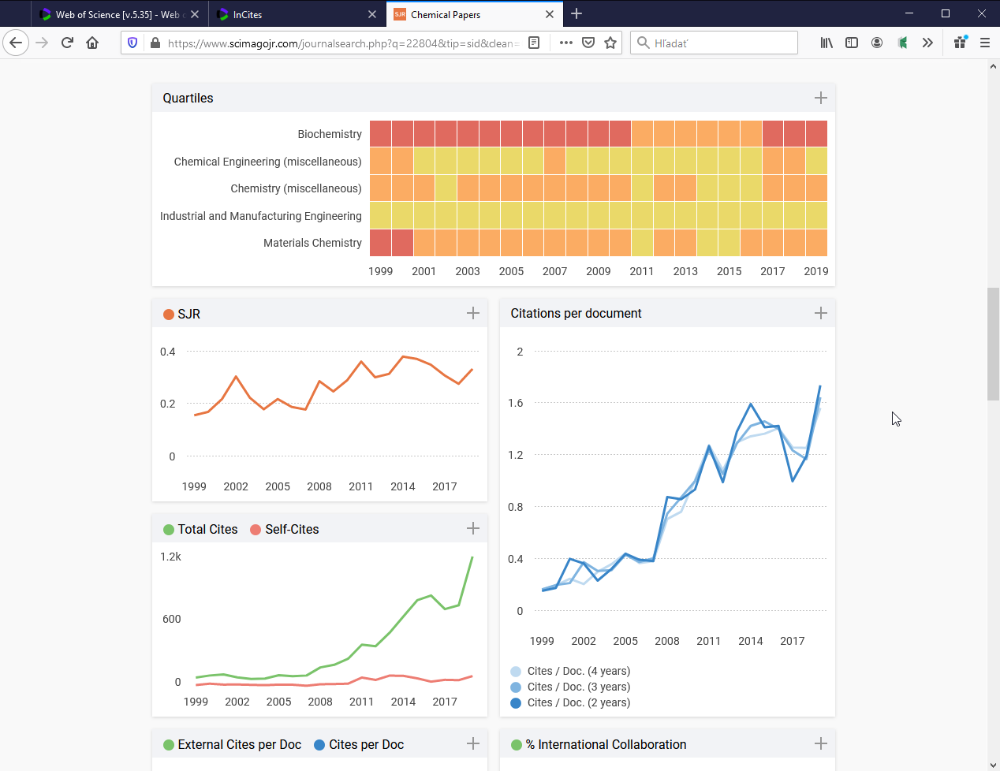 Web of Science [v.5.35] - Web
InCites
SJR Chemical Papers
https://www.scimagojr.com/journalsearch.php?q=22804&tip=sid&clean=
Hľadať
Quartiles
Biochemistry
Chemical Engineering (miscellaneous)
Chemistry (miscellaneous)
Industrial and Manufacturing Engineering
Materials Chemistry
1999 2001 2003 2005 2007 2009 2011 2013 2015 2017 2019
SJR
0.4
0.2
0
1999 2002 2005 2008 2011 2014 2017
Citations per document
2
1.6
1.2
0.8
0.4
0
1999 2002 2005 2008 2011 2014 2017
Cites / Doc. (4 years)
Cites / Doc. (3 years)
Cites / Doc. (2 years)
Total Cites Self-Cites
1.2k
600
0
1999 2002 2005 2008 2011 2014 2017
External Cites per Doc Cites per Doc
% International Collaboration